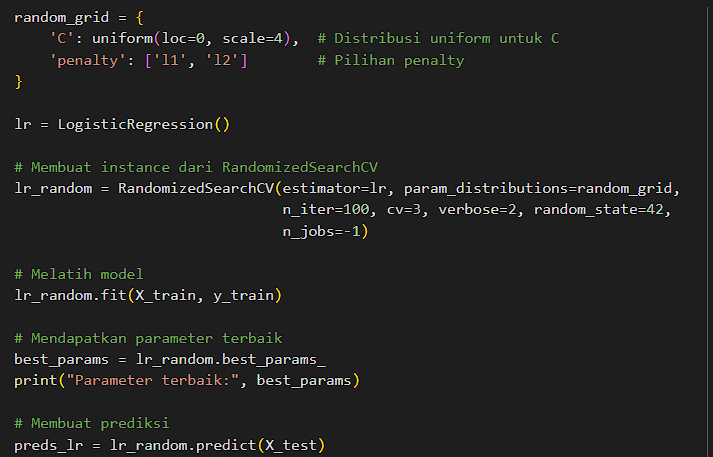 random_grid = {
    'C': uniform(loc=0, scale=4),  # Distribusi uniform untuk C
    'penalty': ['l1', 'l2']        # Pilihan penalty
}
lr = LogisticRegression()
# Membuat instance dari RandomizedSearchCV
lr_random = RandomizedSearchCV(estimator=lr, param_distributions=random_grid,
                               n_iter=100, cv=3, verbose=2, random_state=42,
                               n_jobs=-1)
# Melatih model
lr_random.fit(X_train, y_train)
# Mendapatkan parameter terbaik
best_params = lr_random.best_params_
print("Parameter terbaik:", best_params)
# Membuat prediksi
preds_lr = lr_random.predict(X_test)